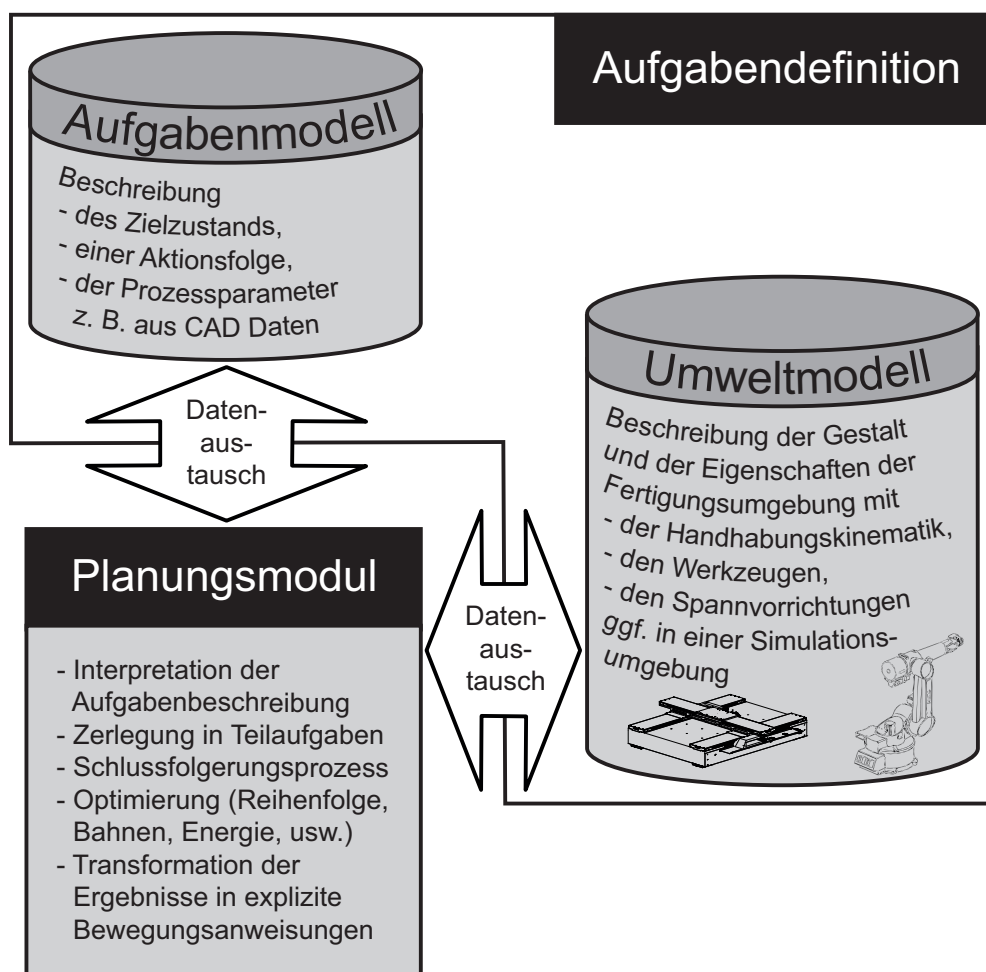 Aufgabendefinition
Aufgabenmodell
Beschreibung
- des Zielzustands,
- einer Aktionsfolge,
- der Prozessparameter
z. B. aus CAD Daten
Daten-
aus-
tausch
Umweltmodell
Beschreibung der Gestalt
und der Eigenschaften der
Fertigungsumgebung mit
- der Handhabungskinematik,
- den Werkzeugen,
- den Spannvorrichtungen
ggf. in einer Simulations-
umgebung
Daten-
aus-
tausch
Planungsmodul
- Interpretation der
Aufgabenbeschreibung
- Zerlegung in Teilaufgaben
- Schlussfolgerungsprozess
- Optimierung (Reihenfolge,
Bahnen, Energie, usw.)
- Transformation der
Ergebnisse in explizite
Bewegungsanweisungen